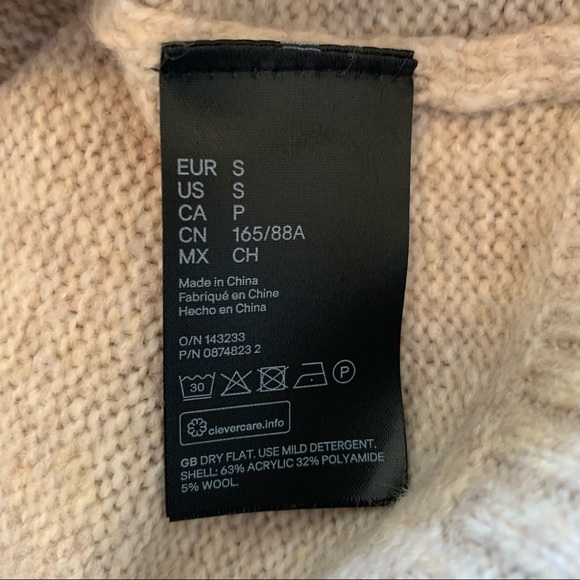 EUR S
US S
CA P
CN 165/88A
MX CH
Made in China
Fabriqué en Chine
Hecho en China
O/N 143233
P/N 0874823 2
30 P
clevercare.info
GB DRY FLAT. USE MILD DETERGENT.
SHELL: 63% ACRYLIC 32% POLYAMIDE
5% WOOL.